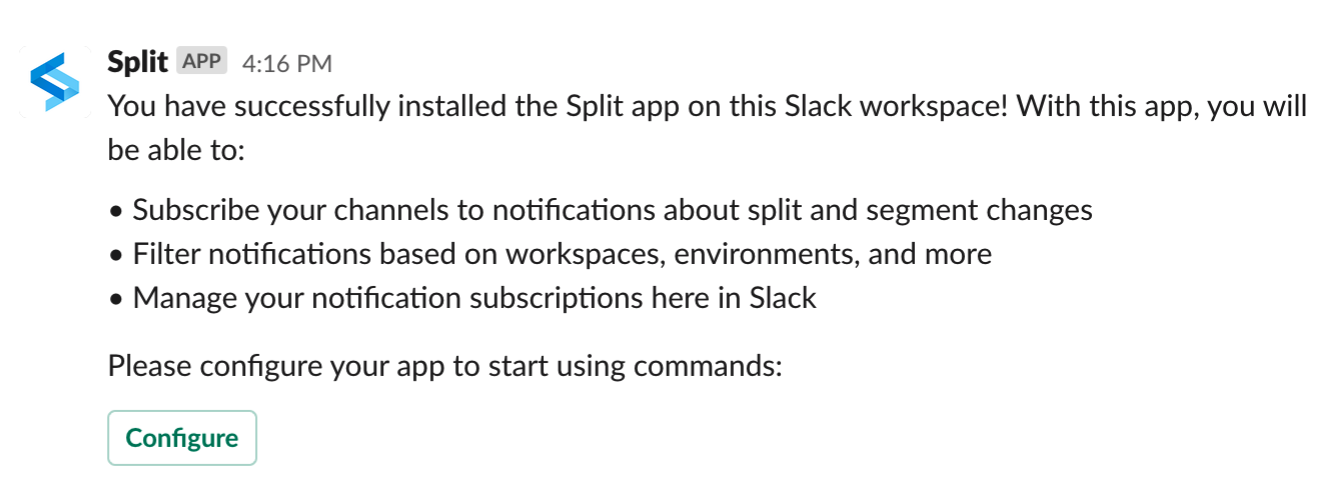 Split APP 4:16 PM
You have successfully installed the Split app on this Slack workspace! With this app, you will
be able to:
• Subscribe your channels to notifications about split and segment changes
• Filter notifications based on workspaces, environments, and more
• Manage your notification subscriptions here in Slack
Please configure your app to start using commands:
Configure